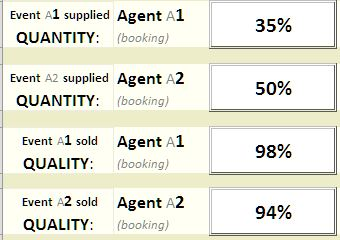 Event A1 supplied Agent A1
QUANTITY: (booking) 35%
Event A2 supplied Agent A2
QUANTITY: (booking) 50%
Event A1 sold Agent A1
QUALITY: (booking) 98%
Event A2 sold Agent A2
QUALITY: (booking) 94%